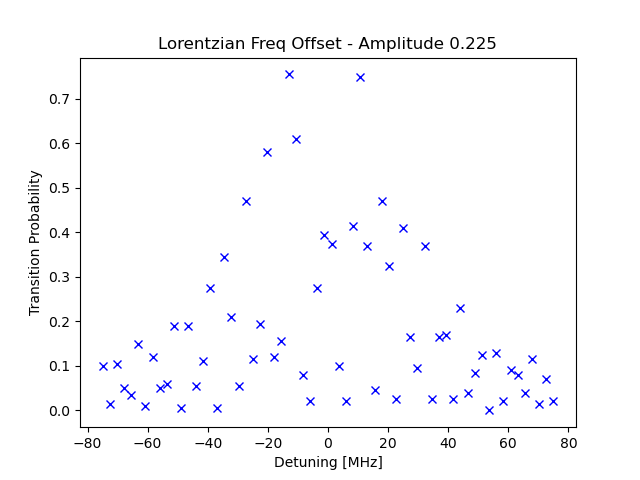 Lorentzian Freq Offset - Amplitude 0.225
Transition Probability
0.7
0.6
0.5
0.4
0.3
0.2
0.1
0.0
−80 −60 −40 −20 0 20 40 60 80
Detuning [MHz]